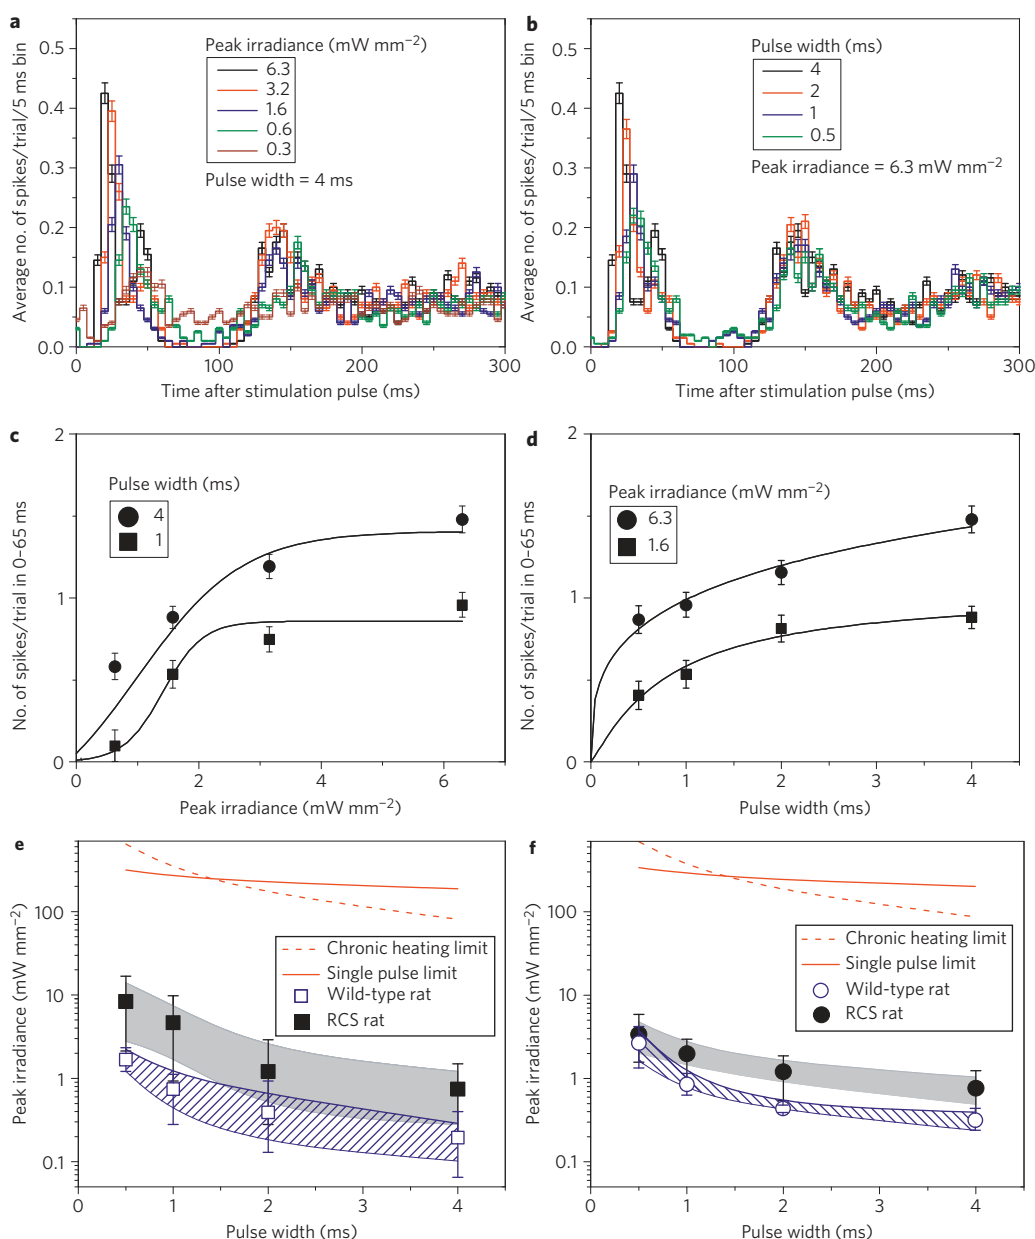 a
Peak irradiance (mW mm−2)
6.3
3.2
1.6
0.6
0.3
Pulse width = 4 ms
0.5
0.4
0.3
0.2
0.1
0.0
Average no. of spikes/trial/5 ms bin
0 100 200 300
Time after stimulation pulse (ms)
b
Pulse width (ms)
4
2
1
0.5
Peak irradiance = 6.3 mW mm−2
0.5
0.4
0.3
0.2
0.1
0.0
Average no. of spikes/trial/5 ms bin
0 100 200 300
Time after stimulation pulse (ms)
c
Pulse width (ms)
4
1
2
1
0
No. of spikes/trial in 0–65 ms
0 2 4 6
Peak irradiance (mW mm−2)
d
Peak irradiance (mW mm−2)
6.3
1.6
2
1
0
No. of spikes/trial in 0–65 ms
0 1 2 3 4
Pulse width (ms)
e
Chronic heating limit
Single pulse limit
Wild-type rat
RCS rat
100
10
1
0.1
Peak irradiance (mW mm−2)
0 1 2 3 4
Pulse width (ms)
f
Chronic heating limit
Single pulse limit
Wild-type rat
RCS rat
100
10
1
0.1
Peak irradiance (mW mm−2)
0 1 2 3 4
Pulse width (ms)